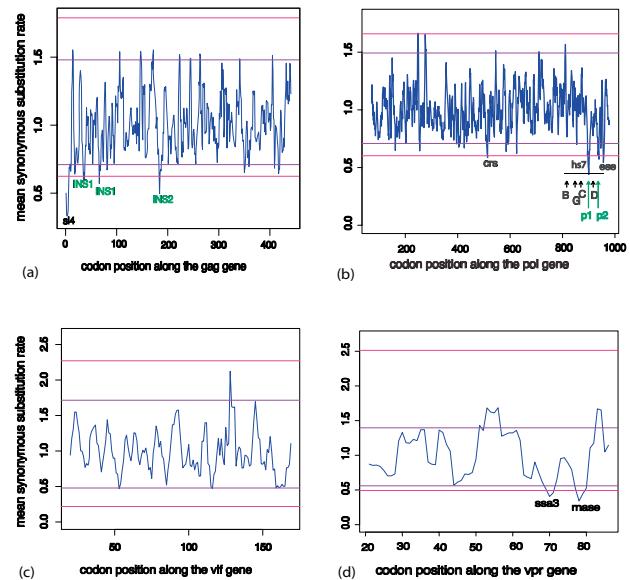 mean synonymous substitution rate
1.5
1.0
0.5
sl4
INS1
INS1
INS2
0
100
200
300
400
(a)
codon position along the gag gene
1.5
1.0
0.5
0.0
crs
hs7
ese
B
G
C
D
p1
p2
200
400
600
800
1000
(b)
codon position along the pol gene
mean synonymous substitution rate
2.5
2.0
1.5
1.0
0.5
0.0
50
100
150
(c)
codon position along the vif gene
2.5
2.0
1.5
1.0
0.5
0.0
ssa3
rnase
20
30
40
50
60
70
80
(d)
codon position along the vpr gene